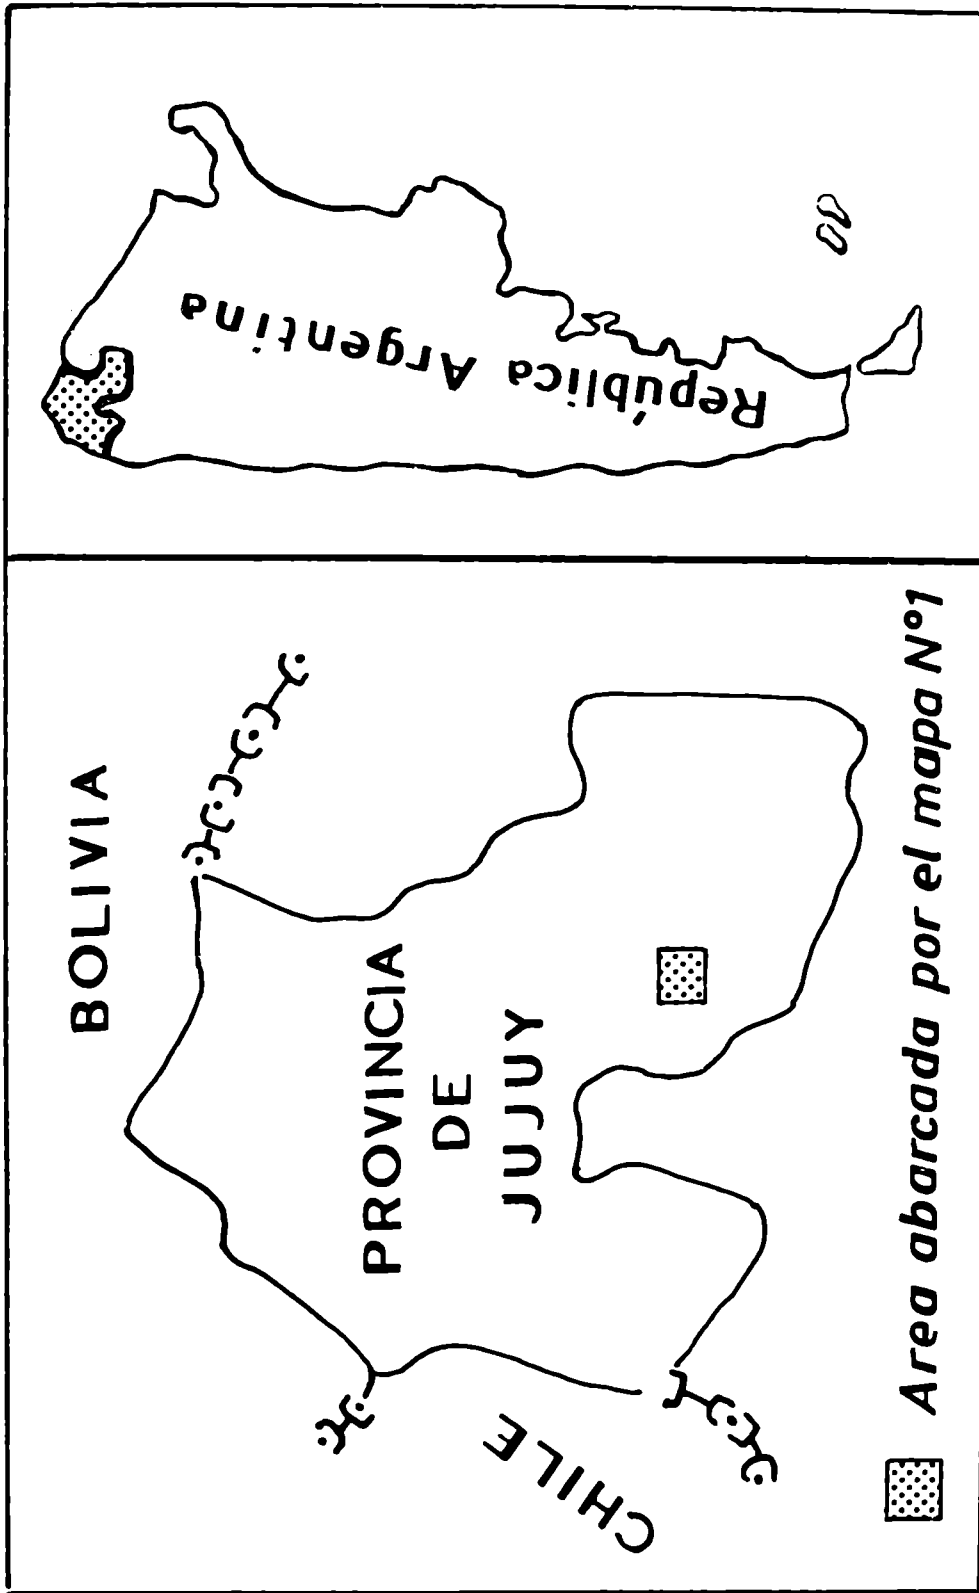 BOLIVIA
PROVINCIA
DE
JUJUY
CHILE
Area abarcada por el mapa N°1
República Argentina